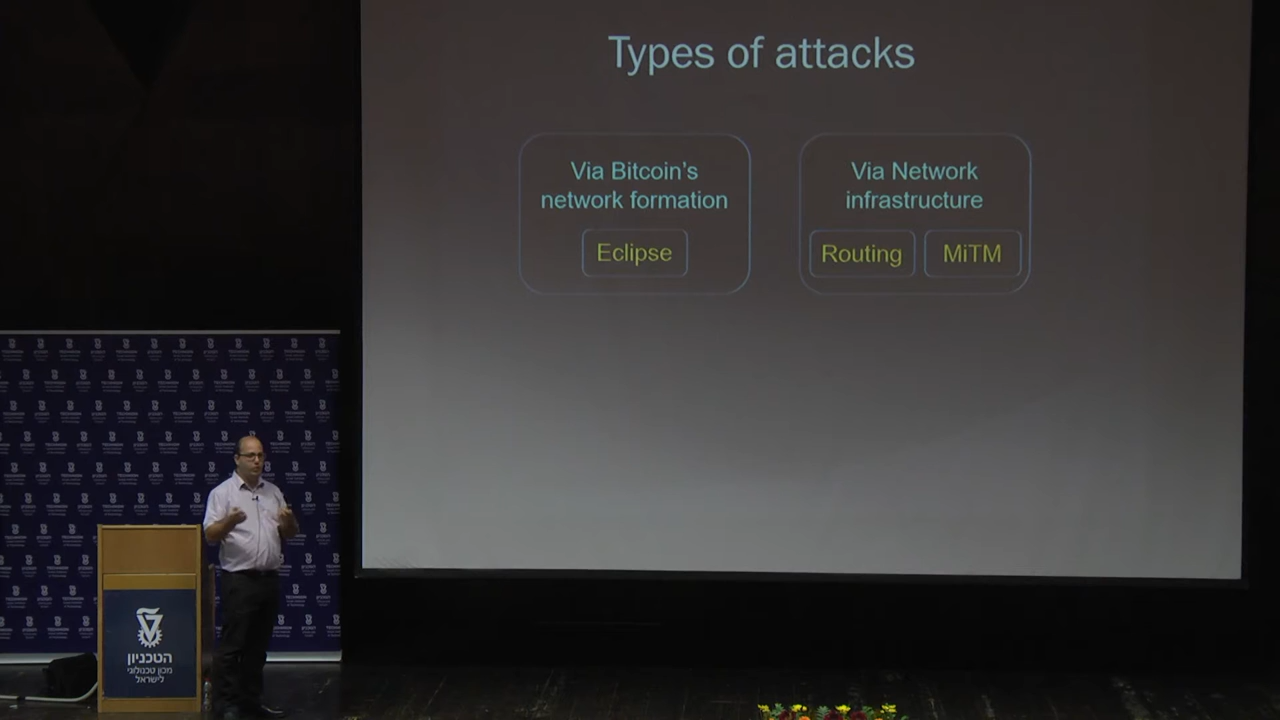 Types of attacks
Via Bitcoin's
network formation
Eclipse
Via Network
infrastructure
Routing
MiTM
הטכניון
מכון טכנולוגי
לישראל